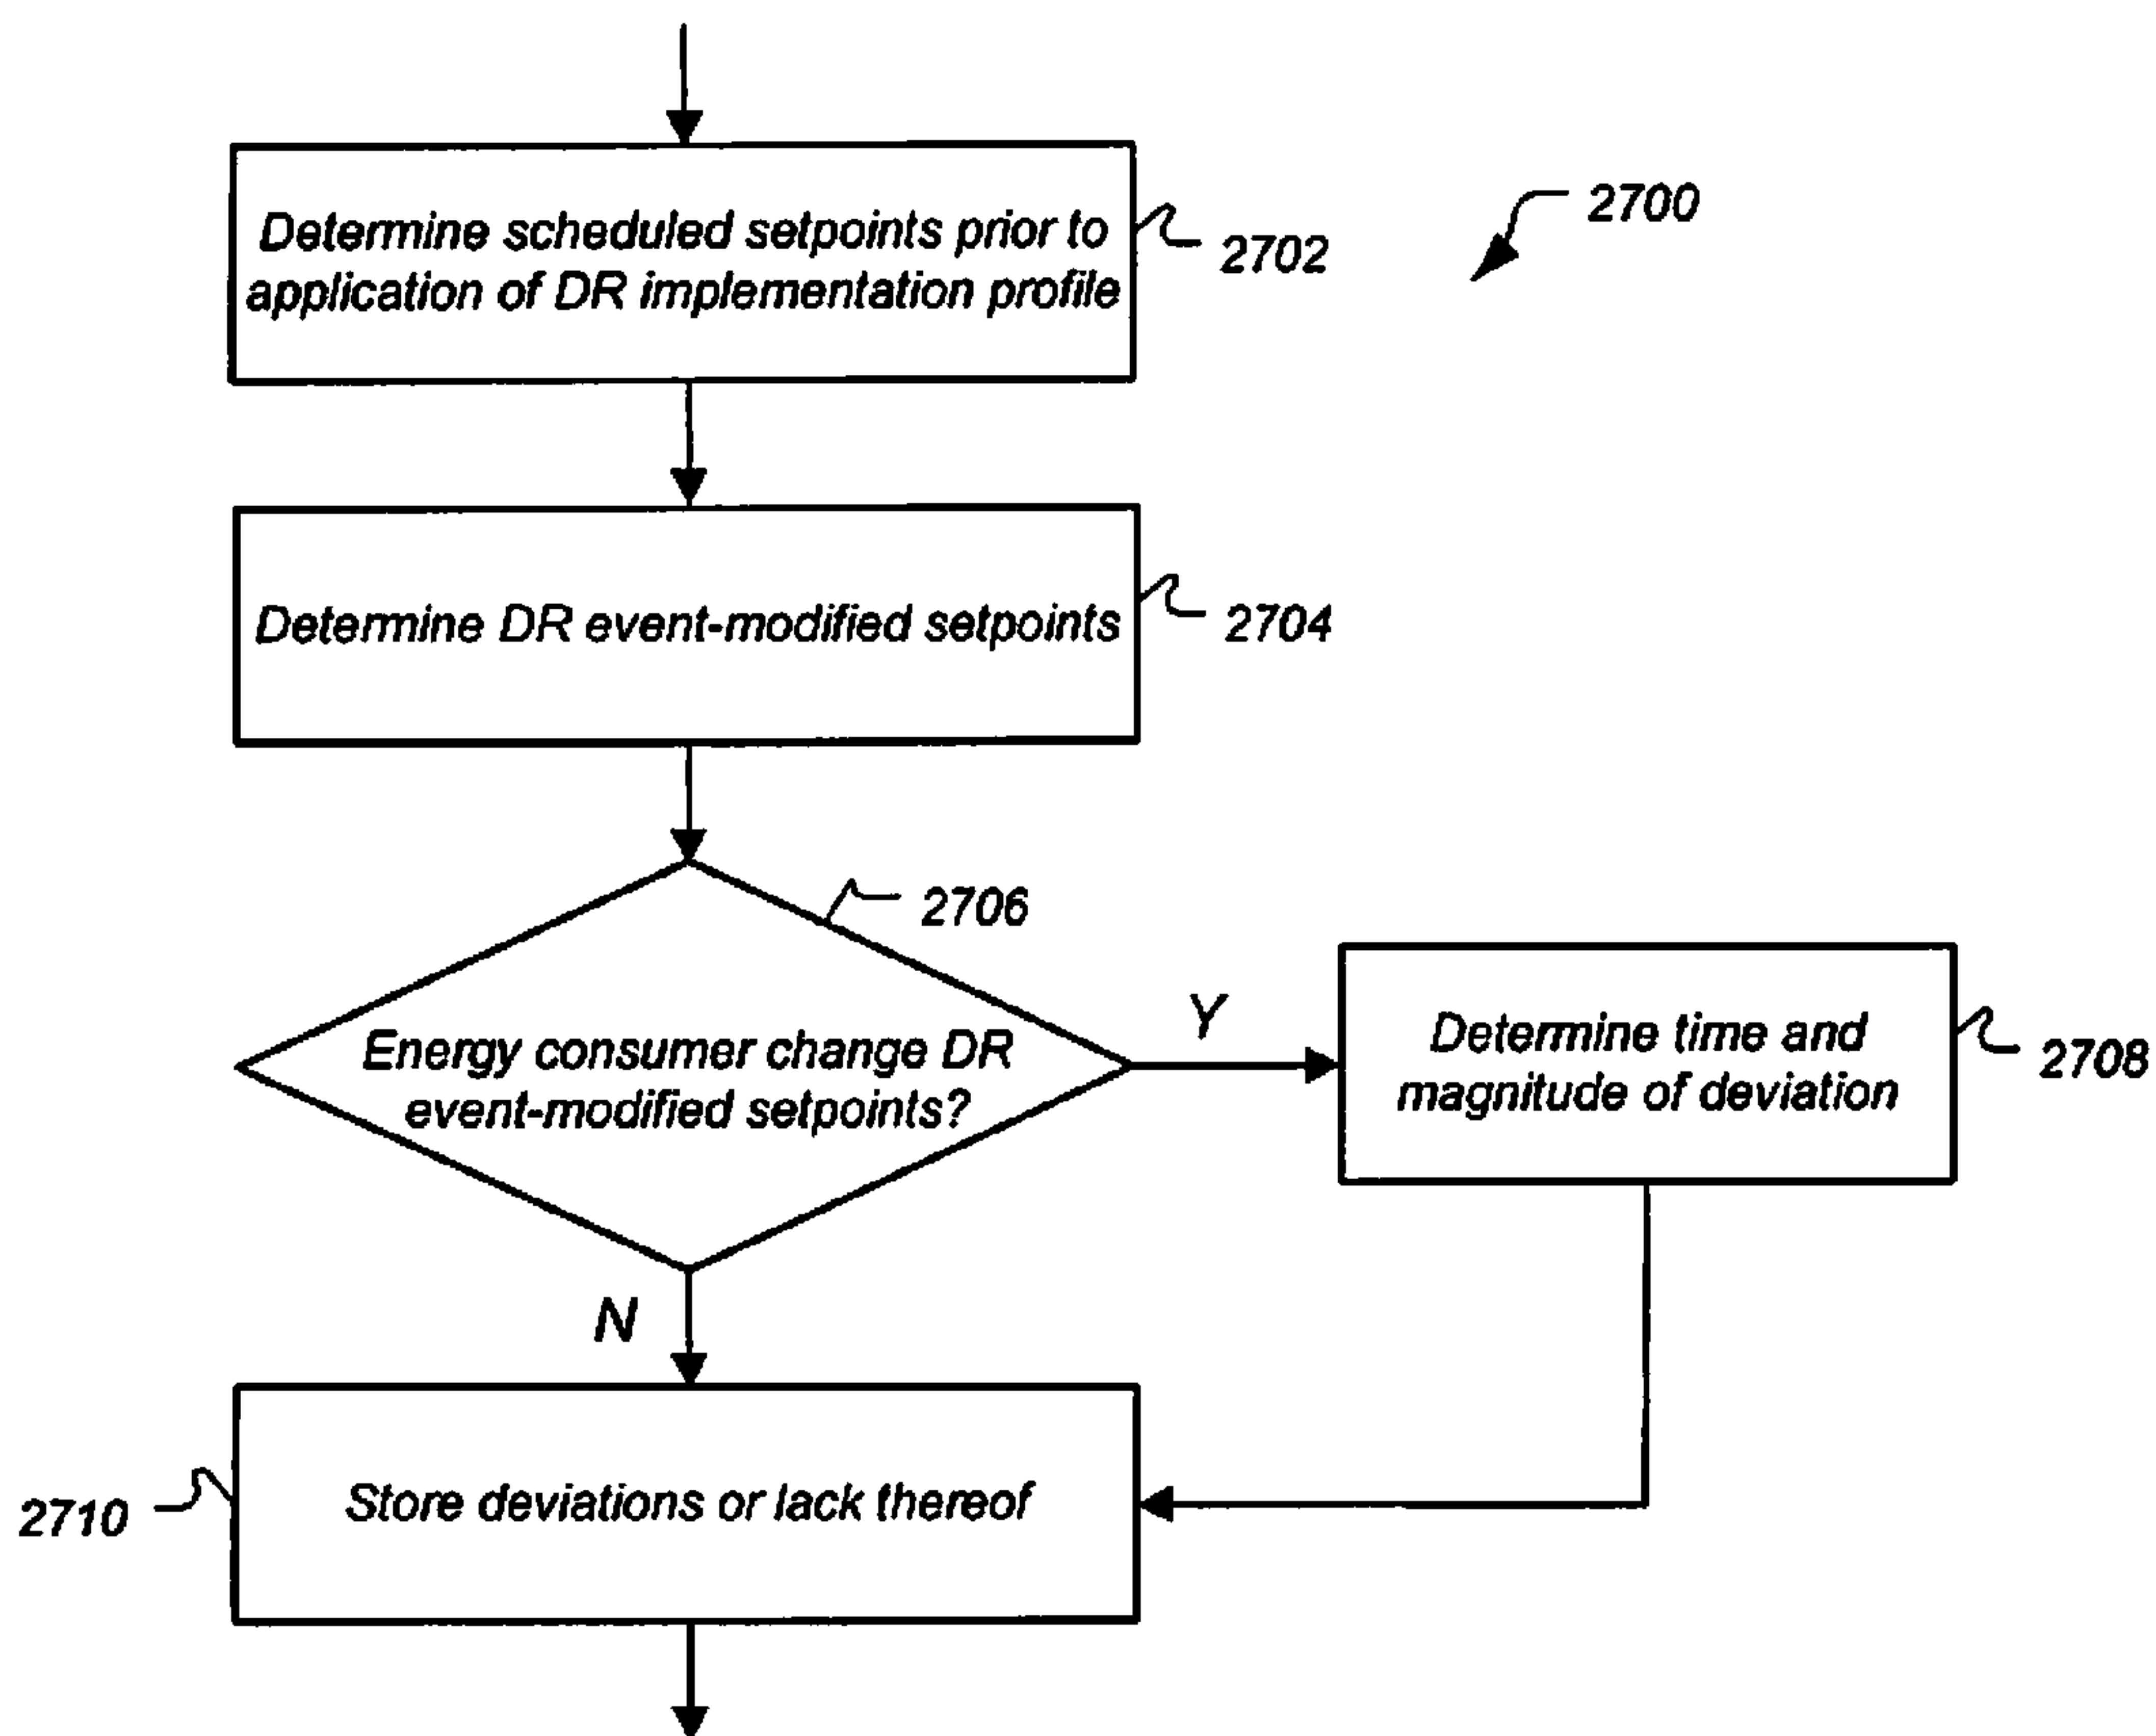 2700
Determine scheduled setpoints prior to
application of DR implementation profile
2702
Determine DR event-modified setpoints
2704
2706
Energy consumer change DR
event-modified setpoints?
Y
Determine time and
magnitude of deviation
2708
N
Store deviations or lack thereof
2710